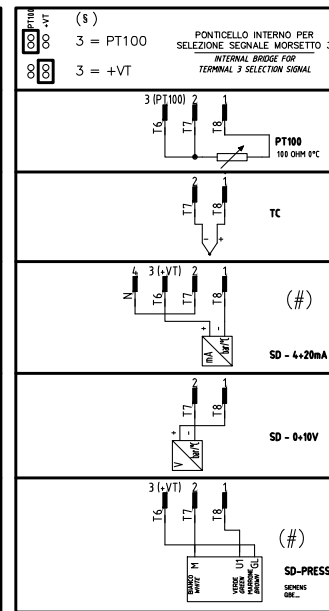 PT100
+VT
(§)
3 = PT100
3 = +VT
PONTICELLO INTERNO PER
SELEZIONE SEGNALE MORSETTO 3
INTERNAL BRIDGE FOR
TERMINAL 3 SELECTION SIGNAL
3 (PT100) 2 1
T6 T7 T8
PT100
100 OHM 0°C
2 1
T7 T8
- +
TC
4 3 (+VT) 2 1
N T6 T7 T8
(#)
+ -
mA
bar/°C
SD - 4÷20mA
2 1
T7 T8
+ -
V
bar/°C
SD - 0÷10V
3 (+VT) 2 1
T6 T7 T8
(#)
M U1 GL
BIANCO
WHITE
VERDE
GREEN
MARRONE
BROWN
SD-PRESS
SIEMENS
QBE_